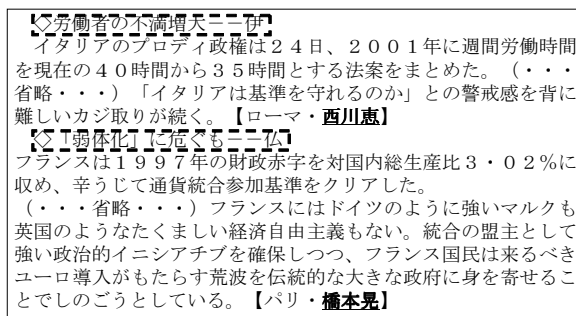 ◇労働者の不満増大－－伊
　イタリアのプロディ政権は２４日、２００１年に週間労働時間
を現在の４０時間から３５時間とする法案をまとめた。（・・・
省略・・・）「イタリアは基準を守れるのか」との警戒感を背に
難しいカジ取りが続く。【ローマ・西川恵】
◇「弱体化」に危ぐも－－仏
フランスは１９９７年の財政赤字を対国内総生産比３・０２％に
収め、辛うじて通貨統合参加基準をクリアした。
（・・・省略・・・）フランスにはドイツのように強いマルクも
英国のようなたくましい経済自由主義もない。統合の盟主として
強い政治的イニシアチブを確保しつつ、フランス国民は来るべき
ユーロ導入がもたらす荒波を伝統的な大きな政府に身を寄せるこ
とでしのごうとしている。【パリ・橋本晃】